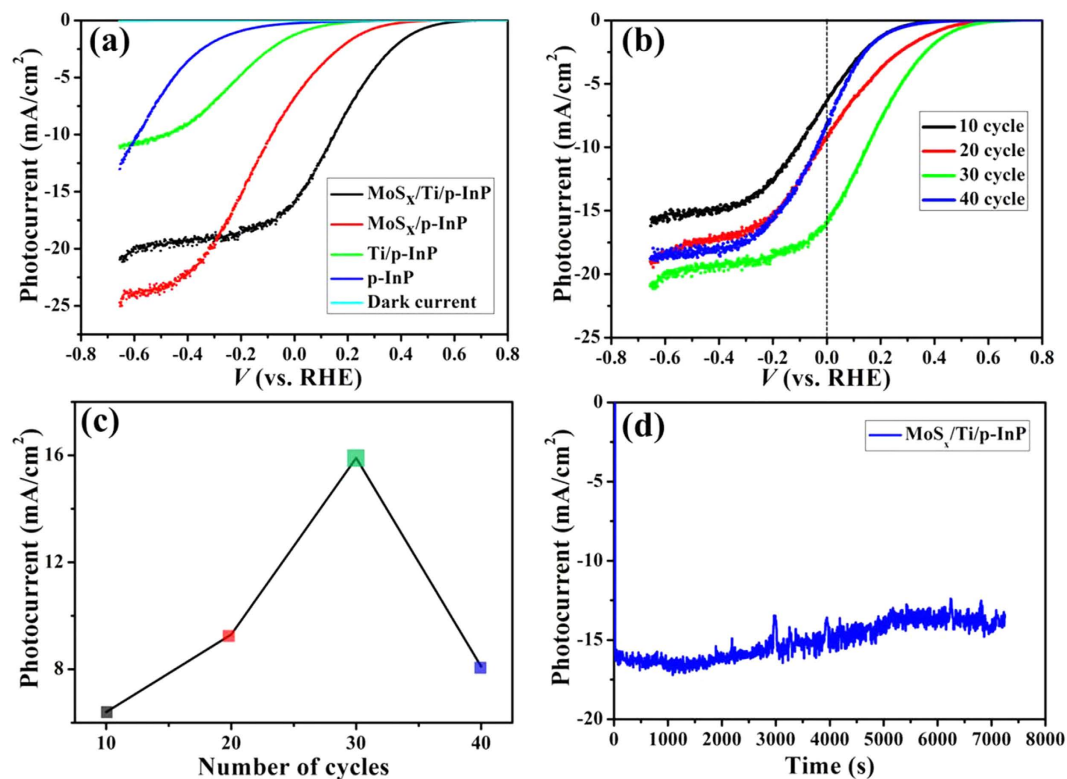 (a)
0
-5
-10
-15
-20
-25
Photocurrent (mA/cm²)
MoSₓ/Ti/p-InP
MoSₓ/p-InP
Ti/p-InP
p-InP
Dark current
-0.8 -0.6 -0.4 -0.2 0.0 0.2 0.4 0.6 0.8
V (vs. RHE)
(b)
0
-5
-10
-15
-20
-25
Photocurrent (mA/cm²)
10 cycle
20 cycle
30 cycle
40 cycle
-0.8 -0.6 -0.4 -0.2 0.0 0.2 0.4 0.6 0.8
V (vs. RHE)
(c)
16
12
8
Photocurrent (mA/cm²)
10 20 30 40
Number of cycles
(d)
0
-5
-10
-15
-20
Photocurrent (mA/cm²)
MoSₓ/Ti/p-InP
0 1000 2000 3000 4000 5000 6000 7000 8000
Time (s)